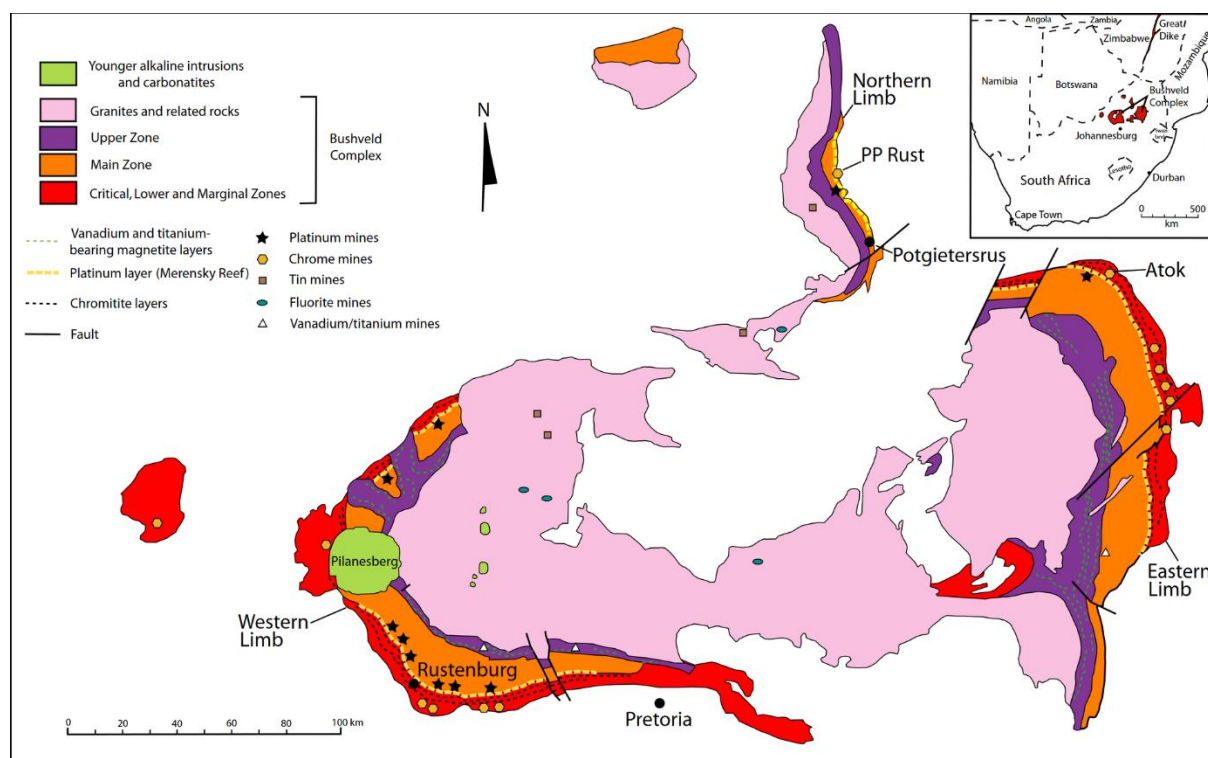 Younger alkaline intrusions
and carbonatites
Granites and related rocks
Upper Zone
Main Zone
Critical, Lower and Marginal Zones
Bushveld
Complex
Vanadium and titanium-
bearing magnetite layers
Platinum layer (Merensky Reef)
Chromitite layers
Fault
Platinum mines
Chrome mines
Tin mines
Fluorite mines
Vanadium/titanium mines
N
Northern
Limb
PP Rust
Potgietersrus
Atok
Eastern
Limb
Pilanesberg
Western
Limb
Rustenburg
Pretoria
0 20 40 60 80 100 km
Angola
Zambia
Zimbabwe
Great
Dike
Mozambique
Namibia
Botswana
Bushveld
Complex
Johannesburg
South Africa
Lesotho
Durban
Cape Town
0 500
km